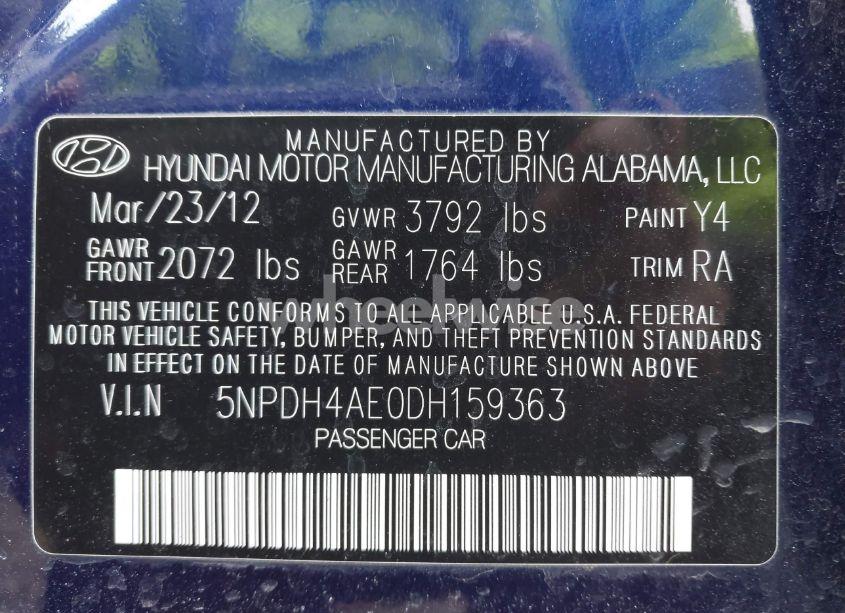 MANUFACTURED BY
HYUNDAI MOTOR MANUFACTURING ALABAMA, LLC
Mar/23/12 GVWR 3792 lbs PAINT Y4
GAWR FRONT 2072 lbs GAWR REAR 1764 lbs TRIM RA
THIS VEHICLE CONFORMS TO ALL APPLICABLE U.S.A. FEDERAL
MOTOR VEHICLE SAFETY, BUMPER, AND THEFT PREVENTION STANDARDS
IN EFFECT ON THE DATE OF MANUFACTURE SHOWN ABOVE
V.I.N 5NPDH4AE0DH159363
PASSENGER CAR
wheelwise